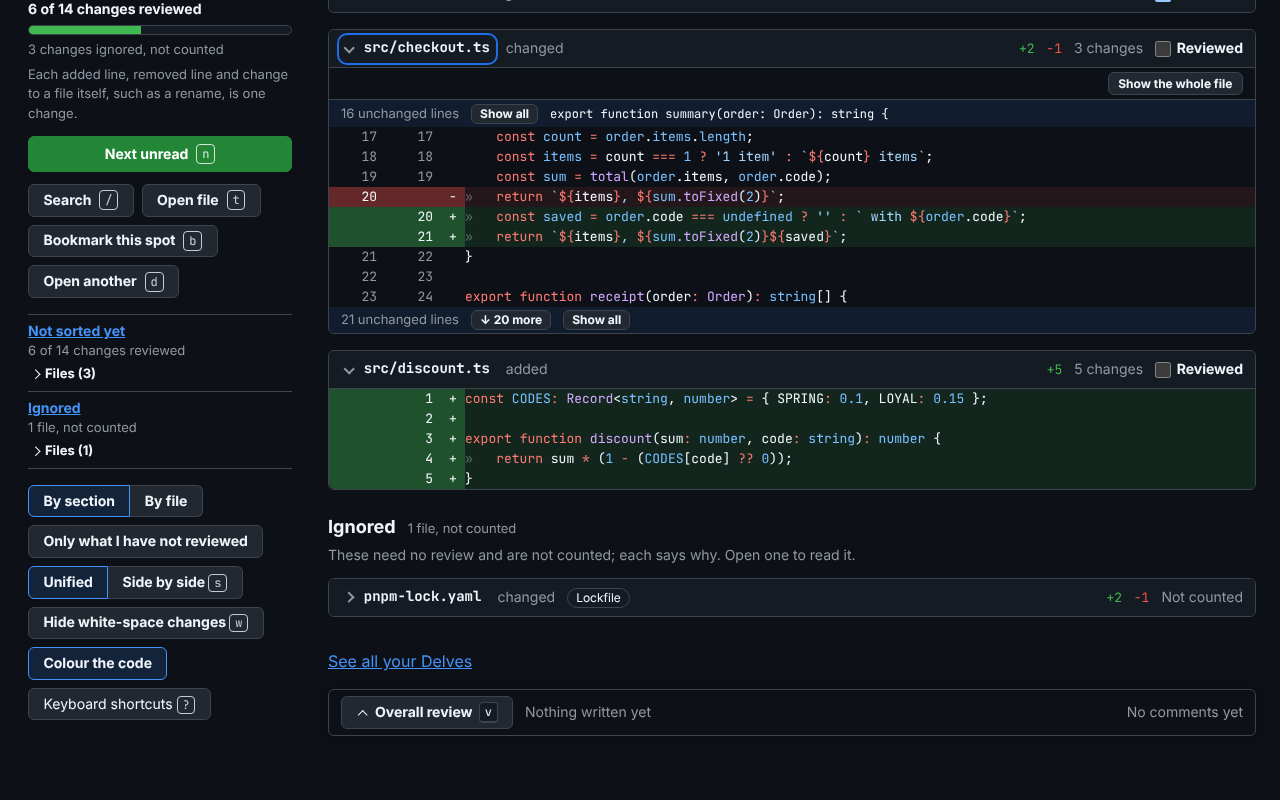 6 of 14 changes reviewed
3 changes ignored, not counted
Each added line, removed line and change
to a file itself, such as a rename, is one
change.
Next unread n
Search / Open file t
Bookmark this spot b
Open another d
Not sorted yet
6 of 14 changes reviewed
Files (3)
Ignored
1 file, not counted
Files (1)
By section By file
Only what I have not reviewed
Unified Side by side s
Hide white-space changes w
Colour the code
Keyboard shortcuts ?
src/checkout.ts changed +2 -1 3 changes Reviewed
Show the whole file
16 unchanged lines Show all export function summary(order: Order): string {
17 17 const count = order.items.length;
18 18 const items = count === 1 ? '1 item' : `${count} items`;
19 19 const sum = total(order.items, order.code);
20 - » return `${items}, ${sum.toFixed(2)}`;
20 + » const saved = order.code === undefined ? '' : ` with ${order.code}`;
21 + » return `${items}, ${sum.toFixed(2)}${saved}`;
21 22 }
22 23
23 24 export function receipt(order: Order): string[] {
21 unchanged lines ↓ 20 more Show all
src/discount.ts added +5 5 changes Reviewed
1 + const CODES: Record<string, number> = { SPRING: 0.1, LOYAL: 0.15 };
2 +
3 + export function discount(sum: number, code: string): number {
4 + » return sum * (1 - (CODES[code] ?? 0));
5 + }
Ignored 1 file, not counted
These need no review and are not counted; each says why. Open one to read it.
pnpm-lock.yaml changed Lockfile +2 -1 Not counted
See all your Delves
Overall review v Nothing written yet No comments yet